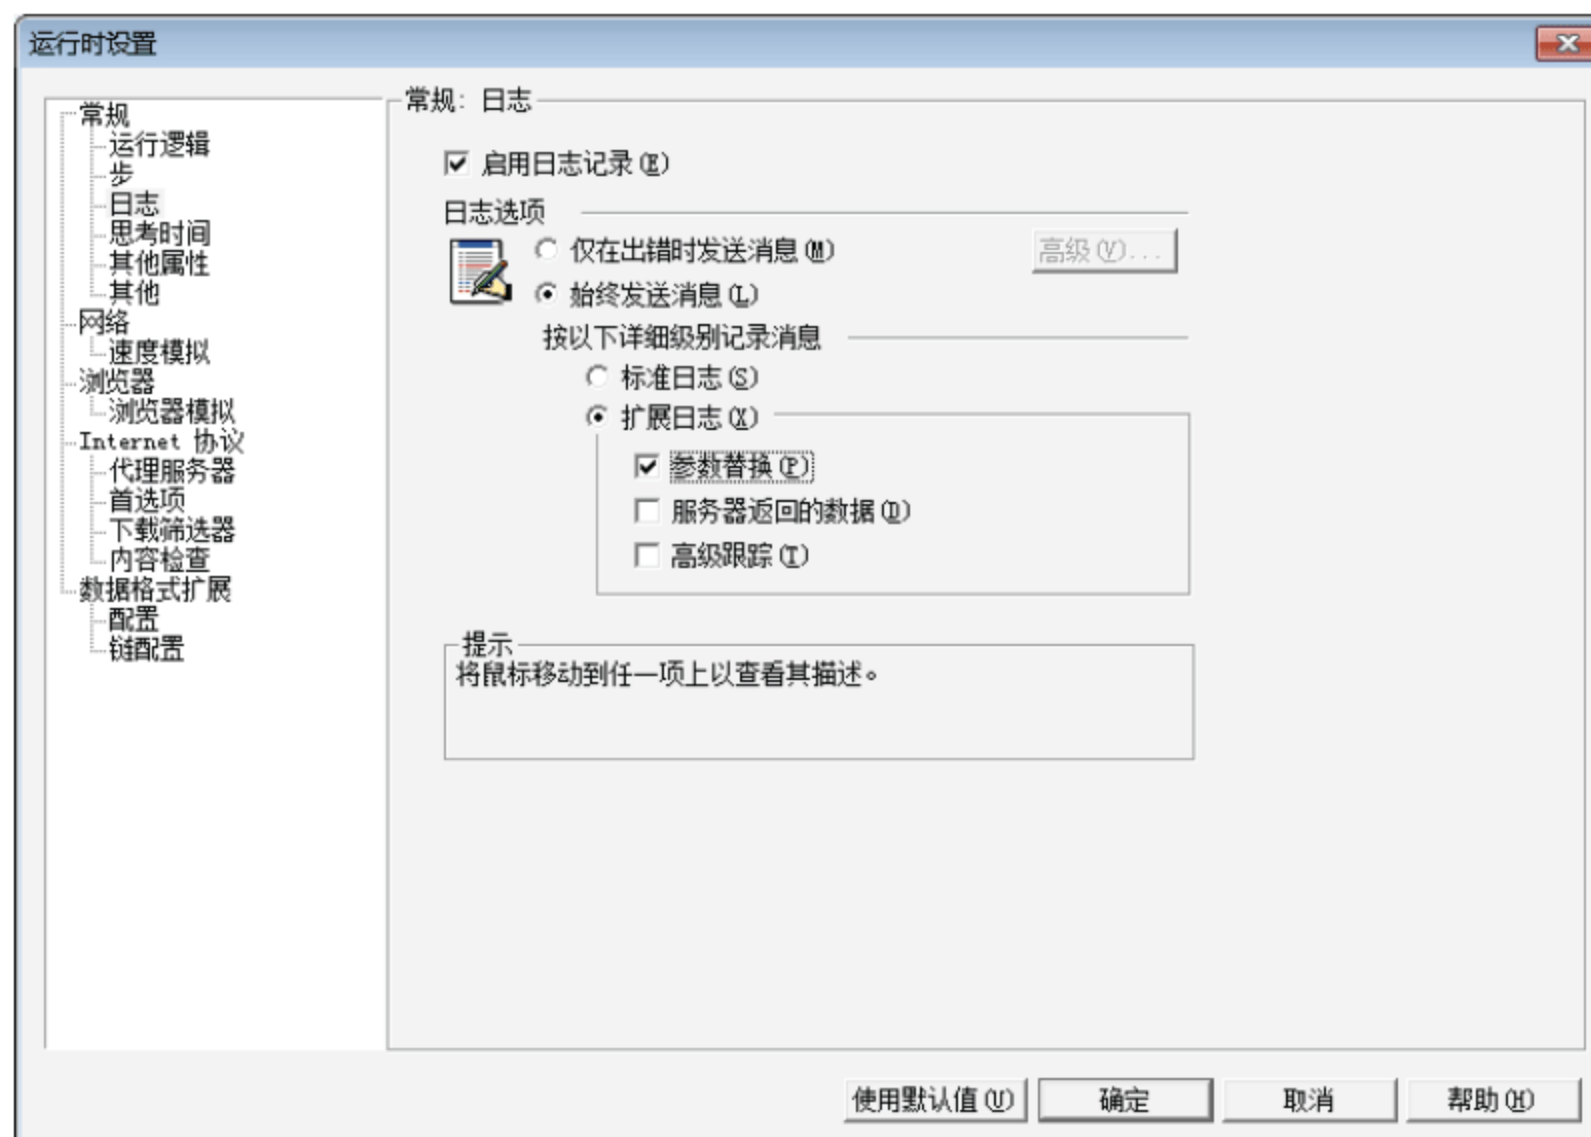 运行时设置
常规
运行逻辑
步
日志
思考时间
其他属性
其他
网络
速度模拟
浏览器
浏览器模拟
Internet 协议
代理服务器
首选项
下载筛选器
内容检查
数据格式扩展
配置
链配置
常规: 日志
启用日志记录(E)
日志选项
仅在出错时发送消息(M)
高级(V)...
始终发送消息(L)
按以下详细级别记录消息
标准日志(S)
扩展日志(X)
参数替换(P)
服务器返回的数据(D)
高级跟踪(T)
提示
将鼠标移动到任一项上以查看其描述。
使用默认值(U)
确定
取消
帮助(H)